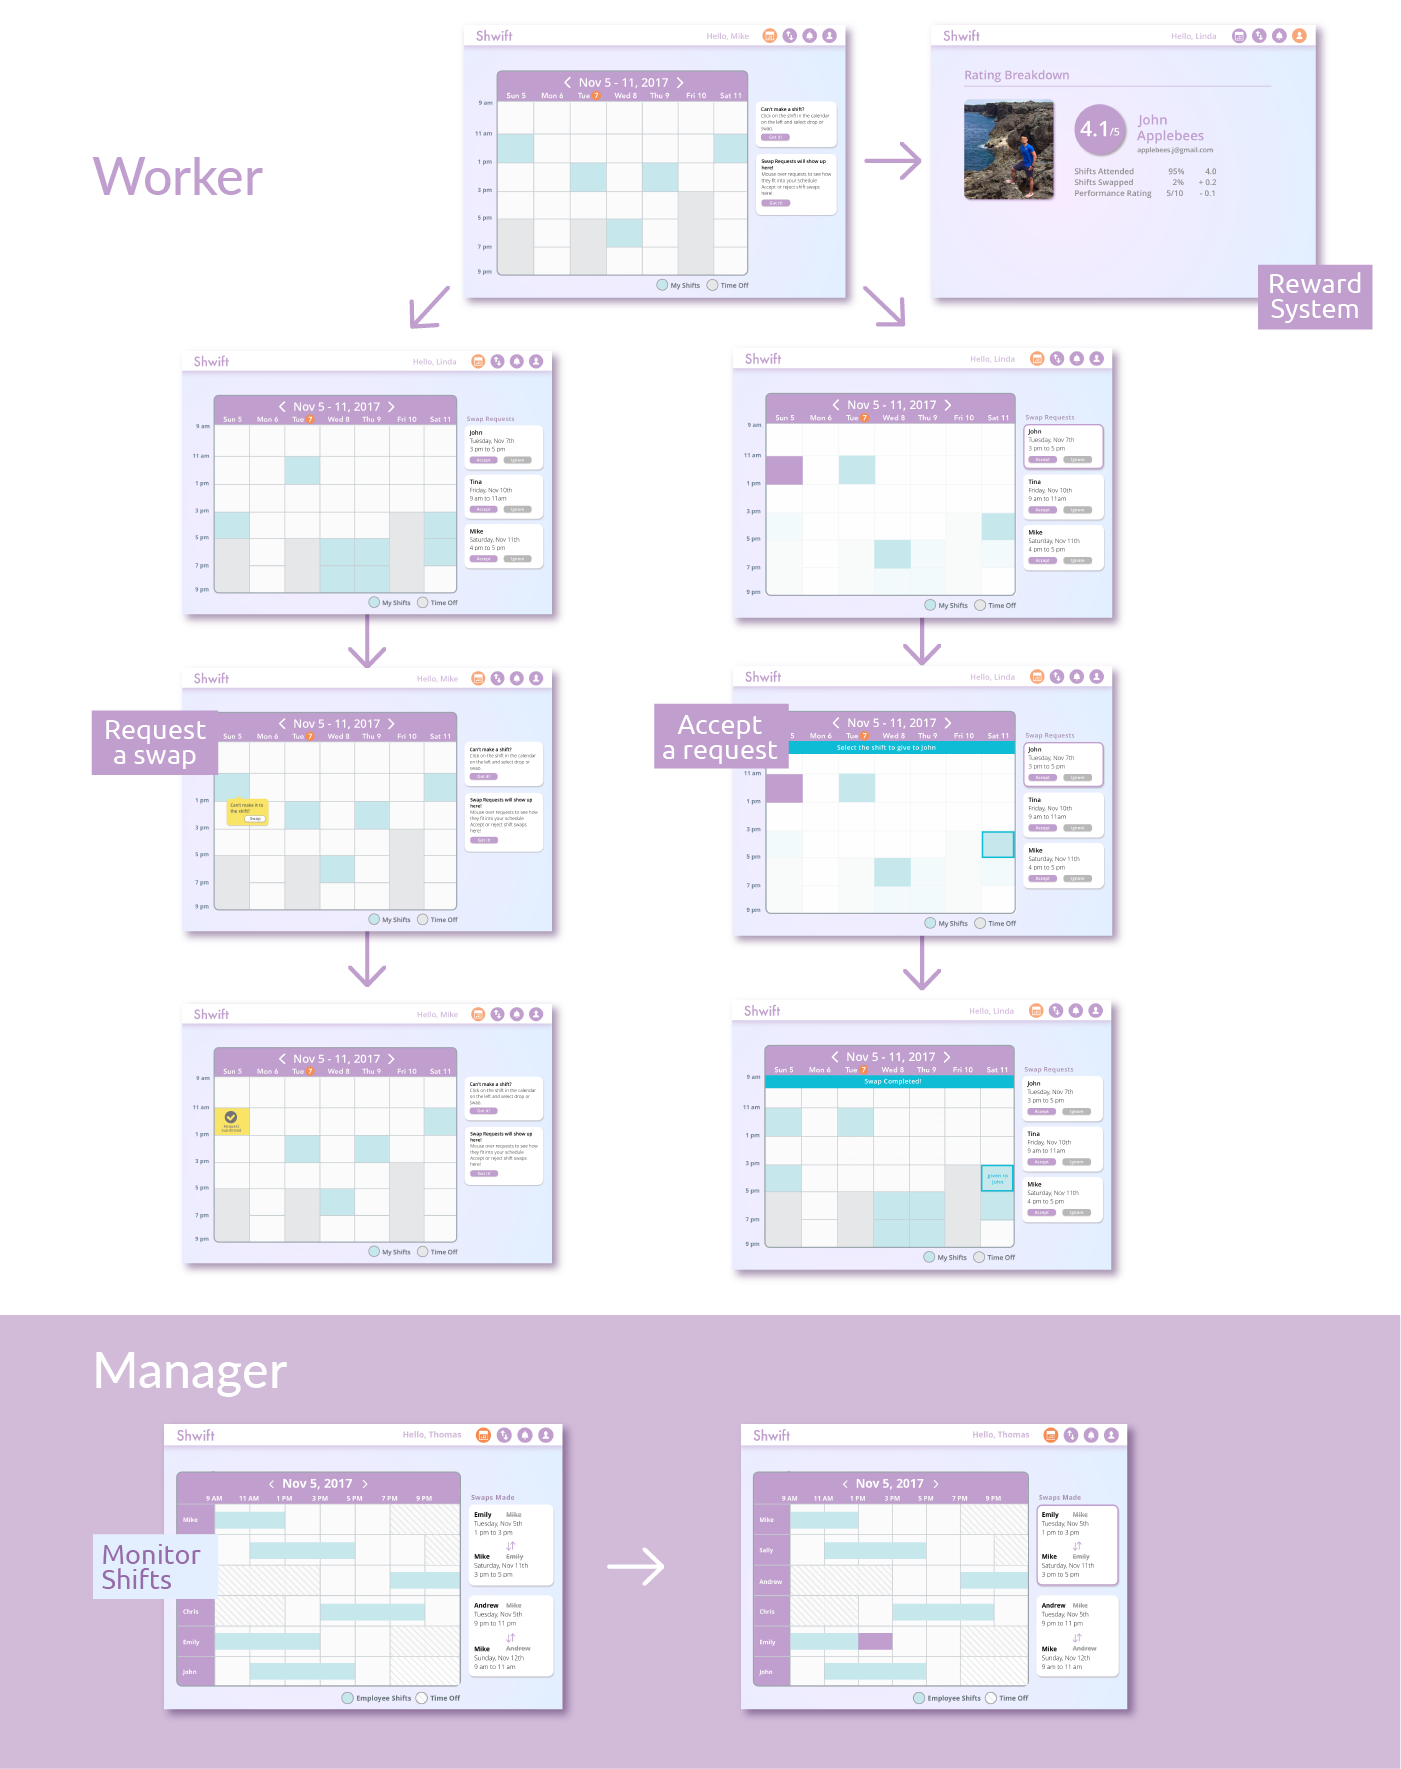 Worker
Shwift
Hello, Mike
Nov 5 - 11, 2017
Sun 5 Mon 6 Tue 7 Wed 8 Thu 9 Fri 10 Sat 11
9 am
11 am
1 pm
3 pm
5 pm
7 pm
9 pm
Can't make a shift?
Click on the shift in the calendar
on the left and select drop or
swap.
Got it!
Swap Requests will show up
here!
Mouse over requests to see how
they fit into your schedule
Accept or reject shift swaps
here!
Got it!
My Shifts Time Off
Shwift
Hello, Linda
Rating Breakdown
4.1/5
John
Applebees
applebees.j@gmail.com
Shifts Attended 95% 4.0
Shifts Swapped 2% + 0.2
Performance Rating 5/10 - 0.1
Reward
System
Shwift
Hello, Linda
Nov 5 - 11, 2017
Sun 5 Mon 6 Tue 7 Wed 8 Thu 9 Fri 10 Sat 11
9 am
11 am
1 pm
3 pm
5 pm
7 pm
9 pm
Swap Requests
John
Tuesday, Nov 7th
3 pm to 5 pm
Accept Ignore
Tina
Friday, Nov 10th
9 am to 11am
Accept Ignore
Mike
Saturday, Nov 11th
4 pm to 5 pm
Accept Ignore
My Shifts Time Off
Shwift
Hello, Linda
Nov 5 - 11, 2017
Sun 5 Mon 6 Tue 7 Wed 8 Thu 9 Fri 10 Sat 11
9 am
11 am
1 pm
3 pm
5 pm
7 pm
9 pm
Swap Requests
John
Tuesday, Nov 7th
3 pm to 5 pm
Accept Ignore
Tina
Friday, Nov 10th
9 am to 11am
Accept Ignore
Mike
Saturday, Nov 11th
4 pm to 5 pm
Accept Ignore
My Shifts Time Off
Request
a swap
Shwift
Hello, Mike
Nov 5 - 11, 2017
Sun 5 Mon 6 Tue 7 Wed 8 Thu 9 Fri 10 Sat 11
1 pm
3 pm
5 pm
7 pm
9 pm
Can't make it to
the shift?
Swap
Can't make a shift?
Click on the shift in the calendar
on the left and select drop or
swap.
Got it!
Swap Requests will show up
here!
Mouse over requests to see how
they fit into your schedule
Accept or reject shift swaps
here!
Got it!
My Shifts Time Off
Accept
a request
Shwift
Hello, Linda
Nov 5 - 11, 2017
Sun 5 Mon 6 Tue 7 Wed 8 Thu 9 Fri 10 Sat 11
Select the shift to give to John
11 am
1 pm
3 pm
5 pm
7 pm
9 pm
Swap Requests
John
Tuesday, Nov 7th
3 pm to 5 pm
Accept Ignore
Tina
Friday, Nov 10th
9 am to 11am
Accept Ignore
Mike
Saturday, Nov 11th
4 pm to 5 pm
Accept Ignore
My Shifts Time Off
Shwift
Hello, Mike
Nov 5 - 11, 2017
Sun 5 Mon 6 Tue 7 Wed 8 Thu 9 Fri 10 Sat 11
9 am
11 am
1 pm
3 pm
5 pm
7 pm
9 pm
Request
Submitted
Can't make a shift?
Click on the shift in the calendar
on the left and select drop or
swap.
Got it!
Swap Requests will show up
here!
Mouse over requests to see how
they fit into your schedule
Accept or reject shift swaps
here!
Got it!
My Shifts Time Off
Shwift
Hello, Linda
Nov 5 - 11, 2017
Sun 5 Mon 6 Tue 7 Wed 8 Thu 9 Fri 10 Sat 11
Swap Completed!
9 am
11 am
1 pm
3 pm
5 pm
7 pm
9 pm
given to
John
Swap Requests
John
Tuesday, Nov 7th
3 pm to 5 pm
Accept Ignore
Tina
Friday, Nov 10th
9 am to 11am
Accept Ignore
Mike
Saturday, Nov 11th
4 pm to 5 pm
Accept Ignore
My Shifts Time Off
Manager
Monitor
Shifts
Shwift
Hello, Thomas
Nov 5, 2017
9 AM 11 AM 1 PM 3 PM 5 PM 7 PM 9 PM
Mike
Chris
Emily
John
Swaps Made
Emily Mike
Tuesday, Nov 5th
1 pm to 3 pm
Mike Emily
Saturday, Nov 11th
3 pm to 5 pm
Andrew Mike
Tuesday, Nov 5th
9 pm to 11 pm
Mike Andrew
Sunday, Nov 12th
9 am to 11 am
Employee Shifts Time Off
Shwift
Hello, Thomas
Nov 5, 2017
9 AM 11 AM 1 PM 3 PM 5 PM 7 PM 9 PM
Mike
Sally
Andrew
Chris
Emily
John
Swaps Made
Emily Mike
Tuesday, Nov 5th
1 pm to 3 pm
Mike Emily
Saturday, Nov 11th
3 pm to 5 pm
Andrew Mike
Tuesday, Nov 5th
9 pm to 11 pm
Mike Andrew
Sunday, Nov 12th
9 am to 11 am
Employee Shifts Time Off